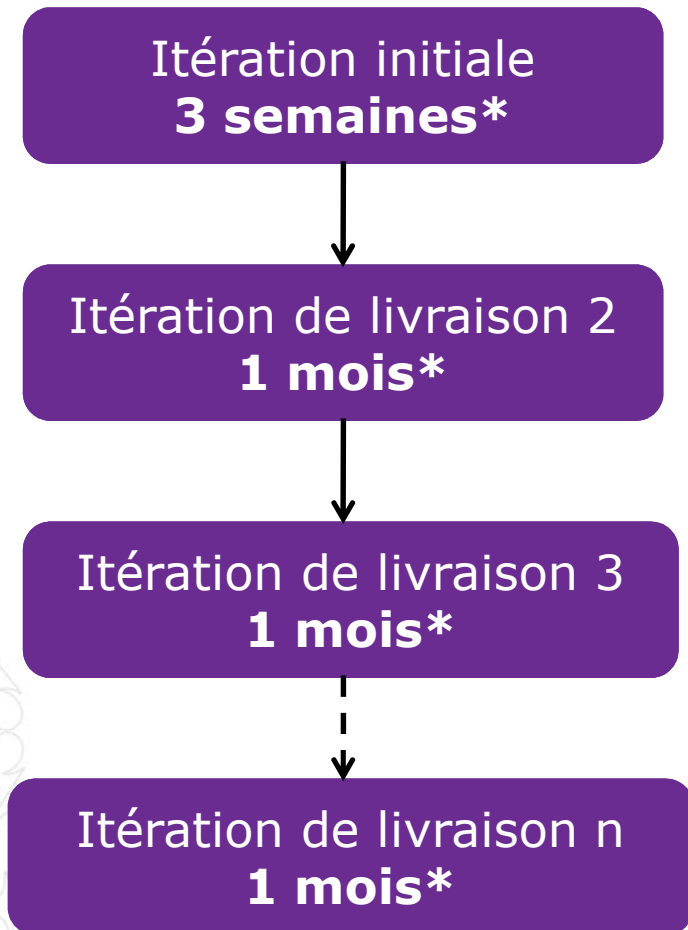 Itération initiale
3 semaines*
Itération de livraison 2
1 mois*
Itération de livraison 3
1 mois*
Itération de livraison n
1 mois*